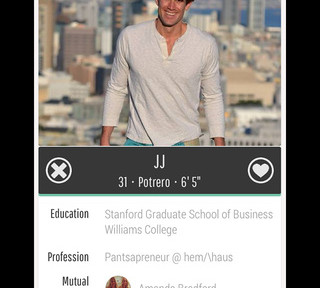 JJ
31 · Potrero · 6' 5"
Education Stanford Graduate School of Business
Williams College
Profession Pantsapreneur @ hem/\haus
Mutual Amanda Bradford